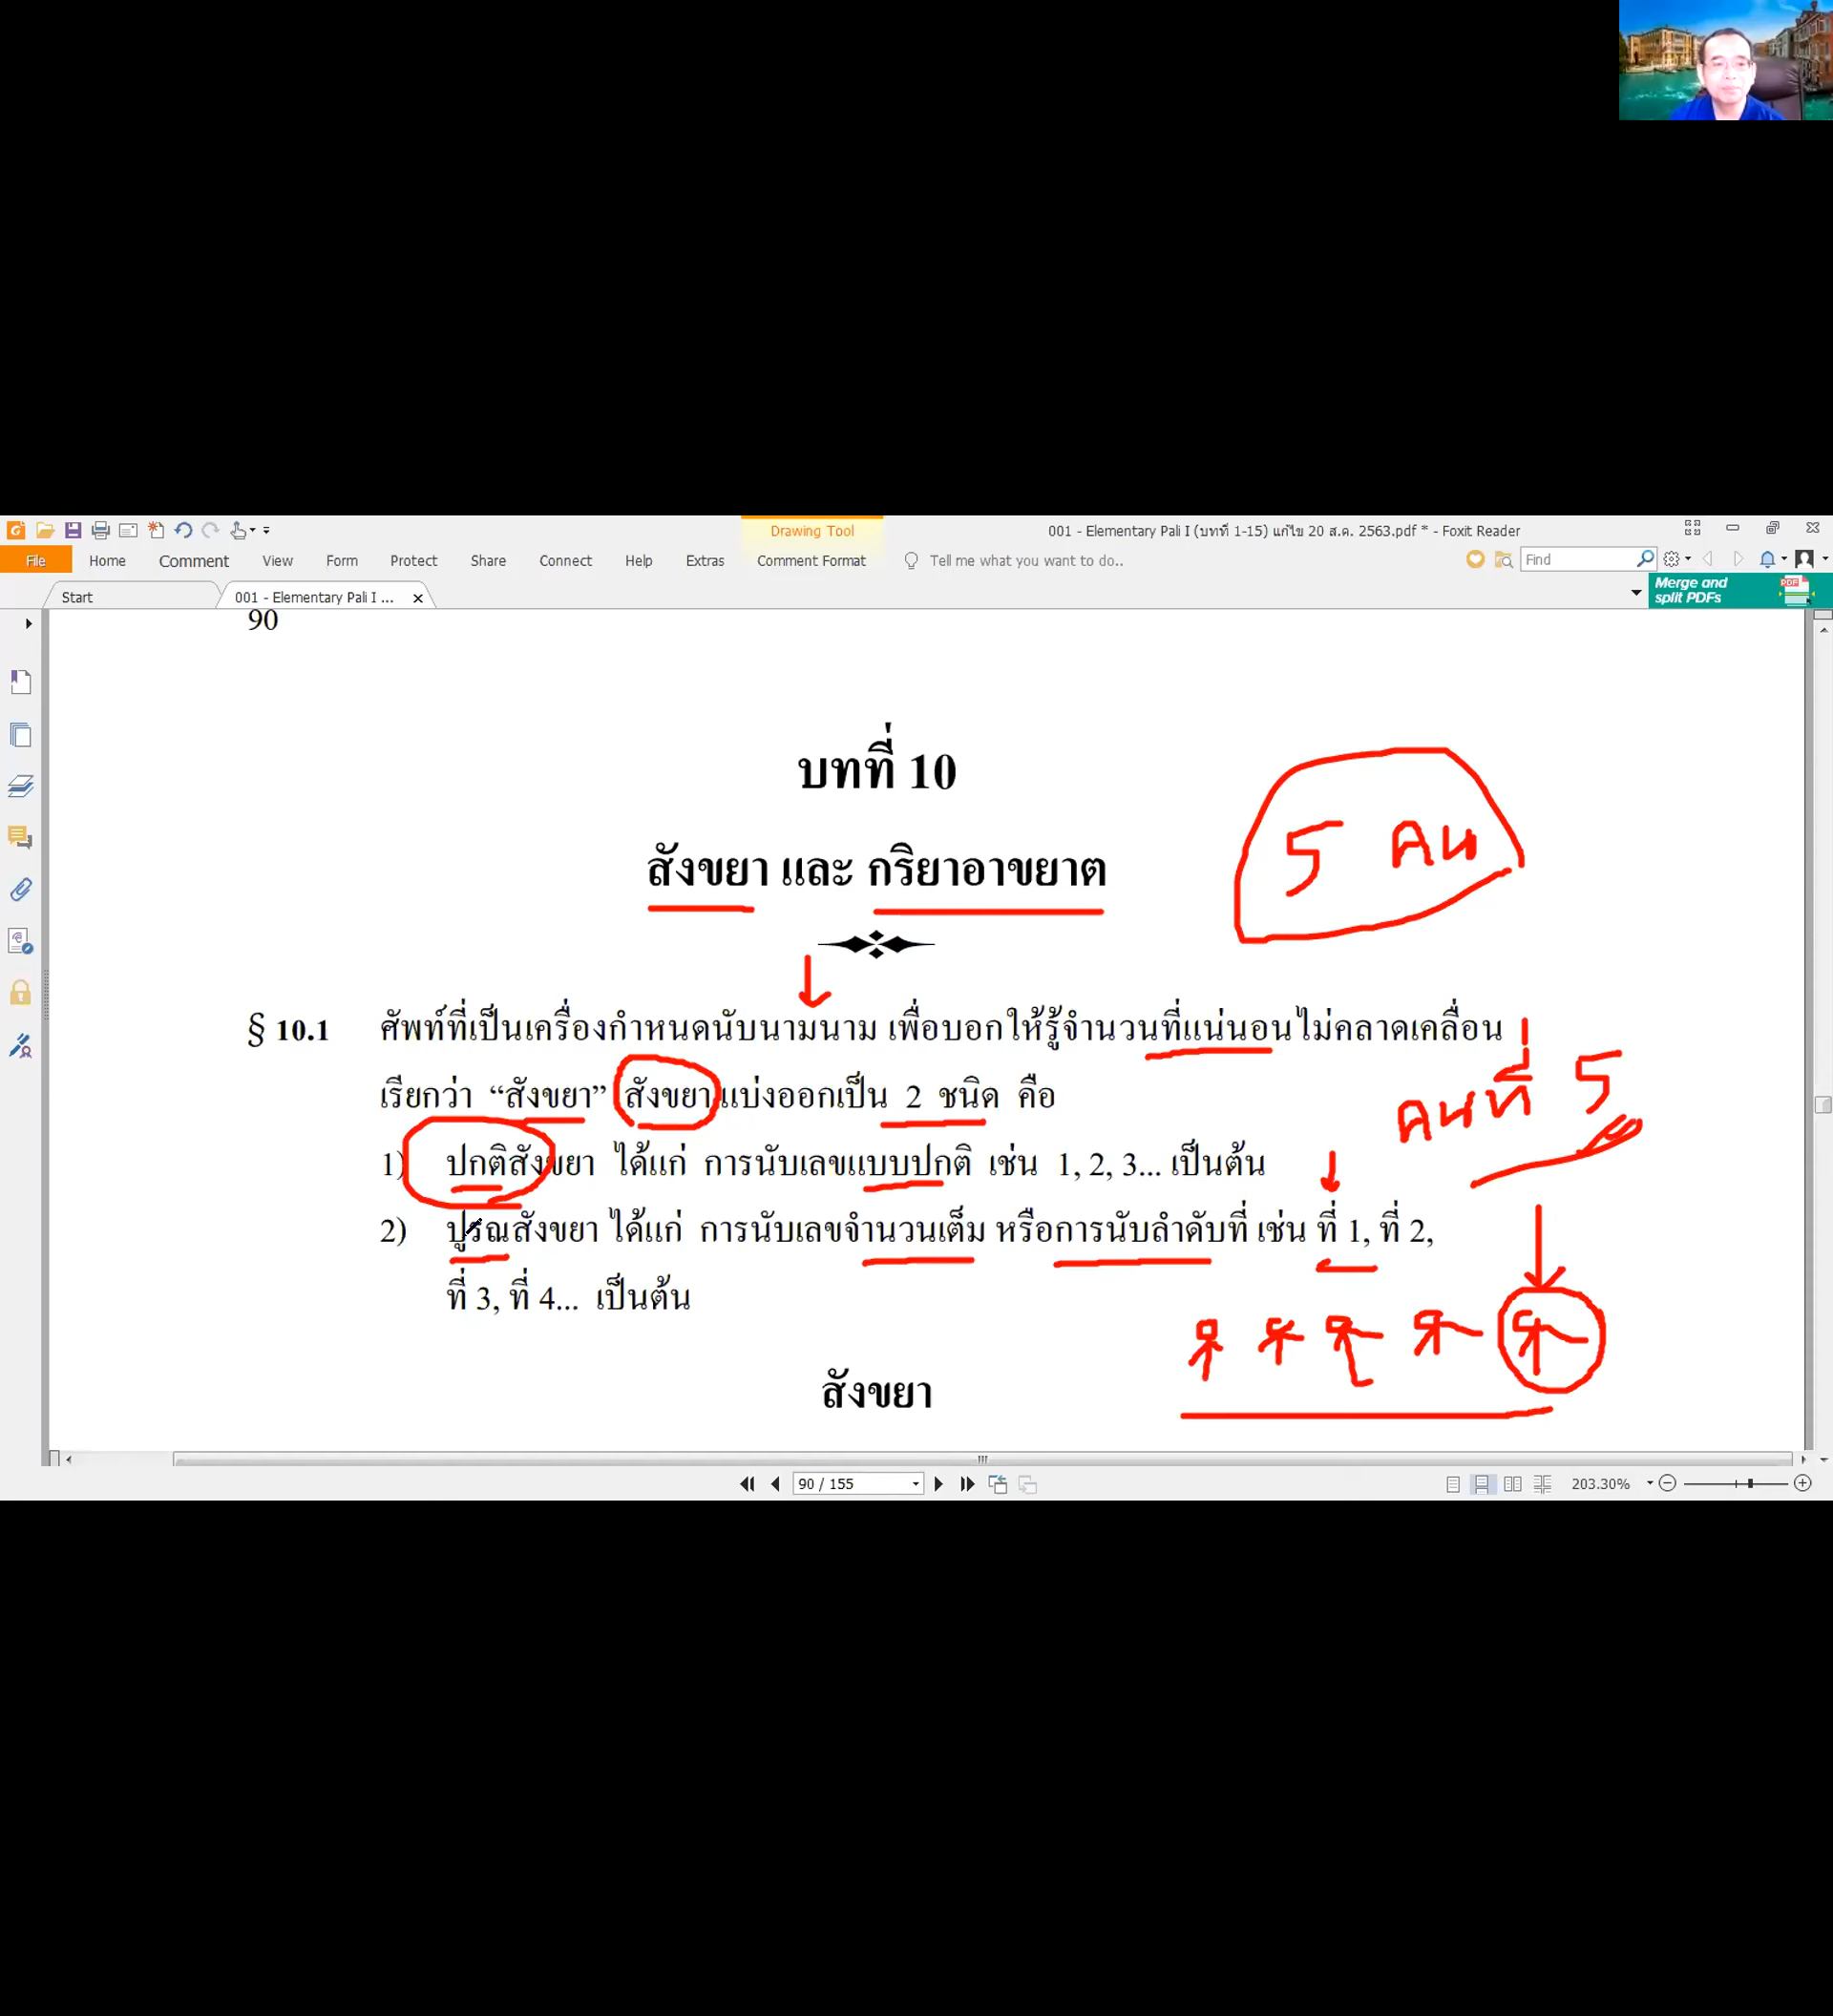 Drawing Tool
001 - Elementary Pali I (บทที่ 1-15) แก้ไข 20 ส.ค. 2563.pdf * - Foxit Reader
File Home Comment View Form Protect Share Connect Help Extras Comment Format Tell me what you want to do.. Find
Start 001 - Elementary Pali I ... Merge and split PDFs
90
บทที่ 10
5 คน
สังขยา และ กริยาอาขยาต
§ 10.1 ศัพท์ที่เป็นเครื่องกำหนดนับนามนาม เพื่อบอกให้รู้จำนวนที่แน่นอนไม่คลาดเคลื่อน
เรียกว่า “สังขยา” สังขยาแบ่งออกเป็น 2 ชนิด คือ
คนที่ 5
1) ปกติสังขยา ได้แก่ การนับเลขแบบปกติ เช่น 1, 2, 3... เป็นต้น
2) ปูรณสังขยา ได้แก่ การนับเลขจำนวนเต็ม หรือการนับลำดับที่ เช่น ที่ 1, ที่ 2,
ที่ 3, ที่ 4... เป็นต้น
สังขยา
90 / 155 203.30%